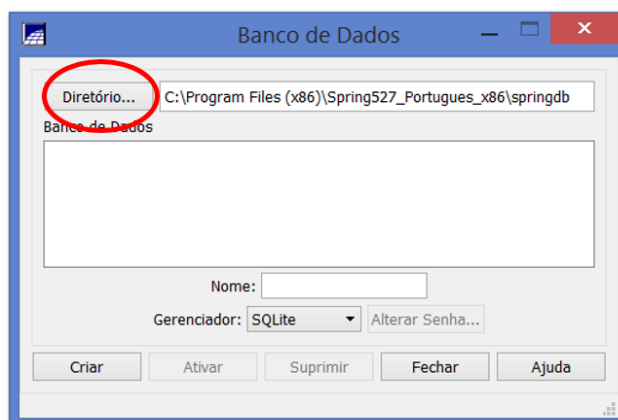 Banco de Dados
Diretório... C:\Program Files (x86)\Spring527_Portugues_x86\springdb
Banco de Dados
Nome:
Gerenciador: SQLite Alterar Senha...
Criar Ativar Suprimir Fechar Ajuda